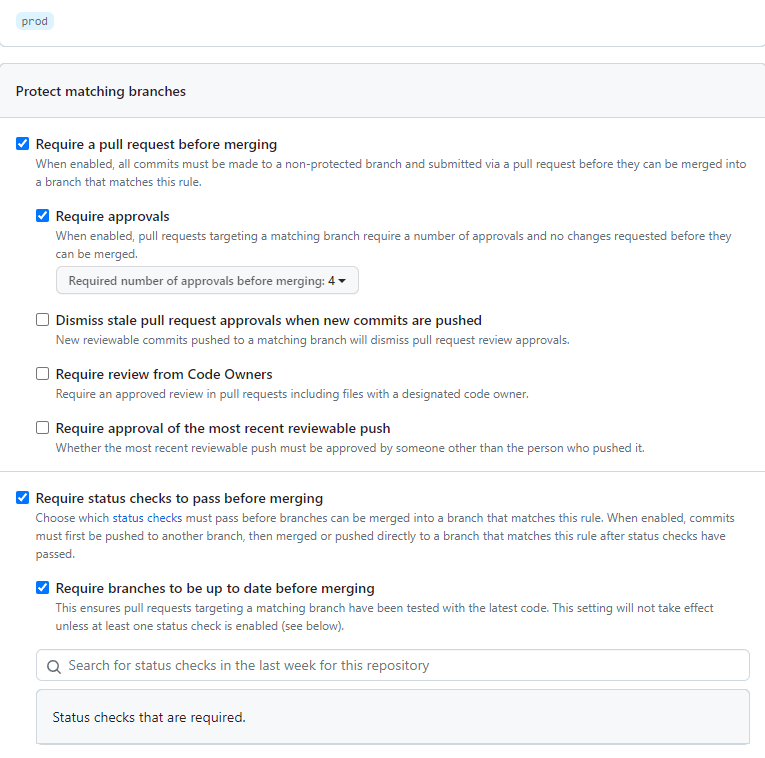 prod
Protect matching branches
Require a pull request before merging
When enabled, all commits must be made to a non-protected branch and submitted via a pull request before they can be merged into
a branch that matches this rule.
Require approvals
When enabled, pull requests targeting a matching branch require a number of approvals and no changes requested before they
can be merged.
Required number of approvals before merging: 4
Dismiss stale pull request approvals when new commits are pushed
New reviewable commits pushed to a matching branch will dismiss pull request review approvals.
Require review from Code Owners
Require an approved review in pull requests including files with a designated code owner.
Require approval of the most recent reviewable push
Whether the most recent reviewable push must be approved by someone other than the person who pushed it.
Require status checks to pass before merging
Choose which status checks must pass before branches can be merged into a branch that matches this rule. When enabled, commits
must first be pushed to another branch, then merged or pushed directly to a branch that matches this rule after status checks have
passed.
Require branches to be up to date before merging
This ensures pull requests targeting a matching branch have been tested with the latest code. This setting will not take effect
unless at least one status check is enabled (see below).
Search for status checks in the last week for this repository
Status checks that are required.